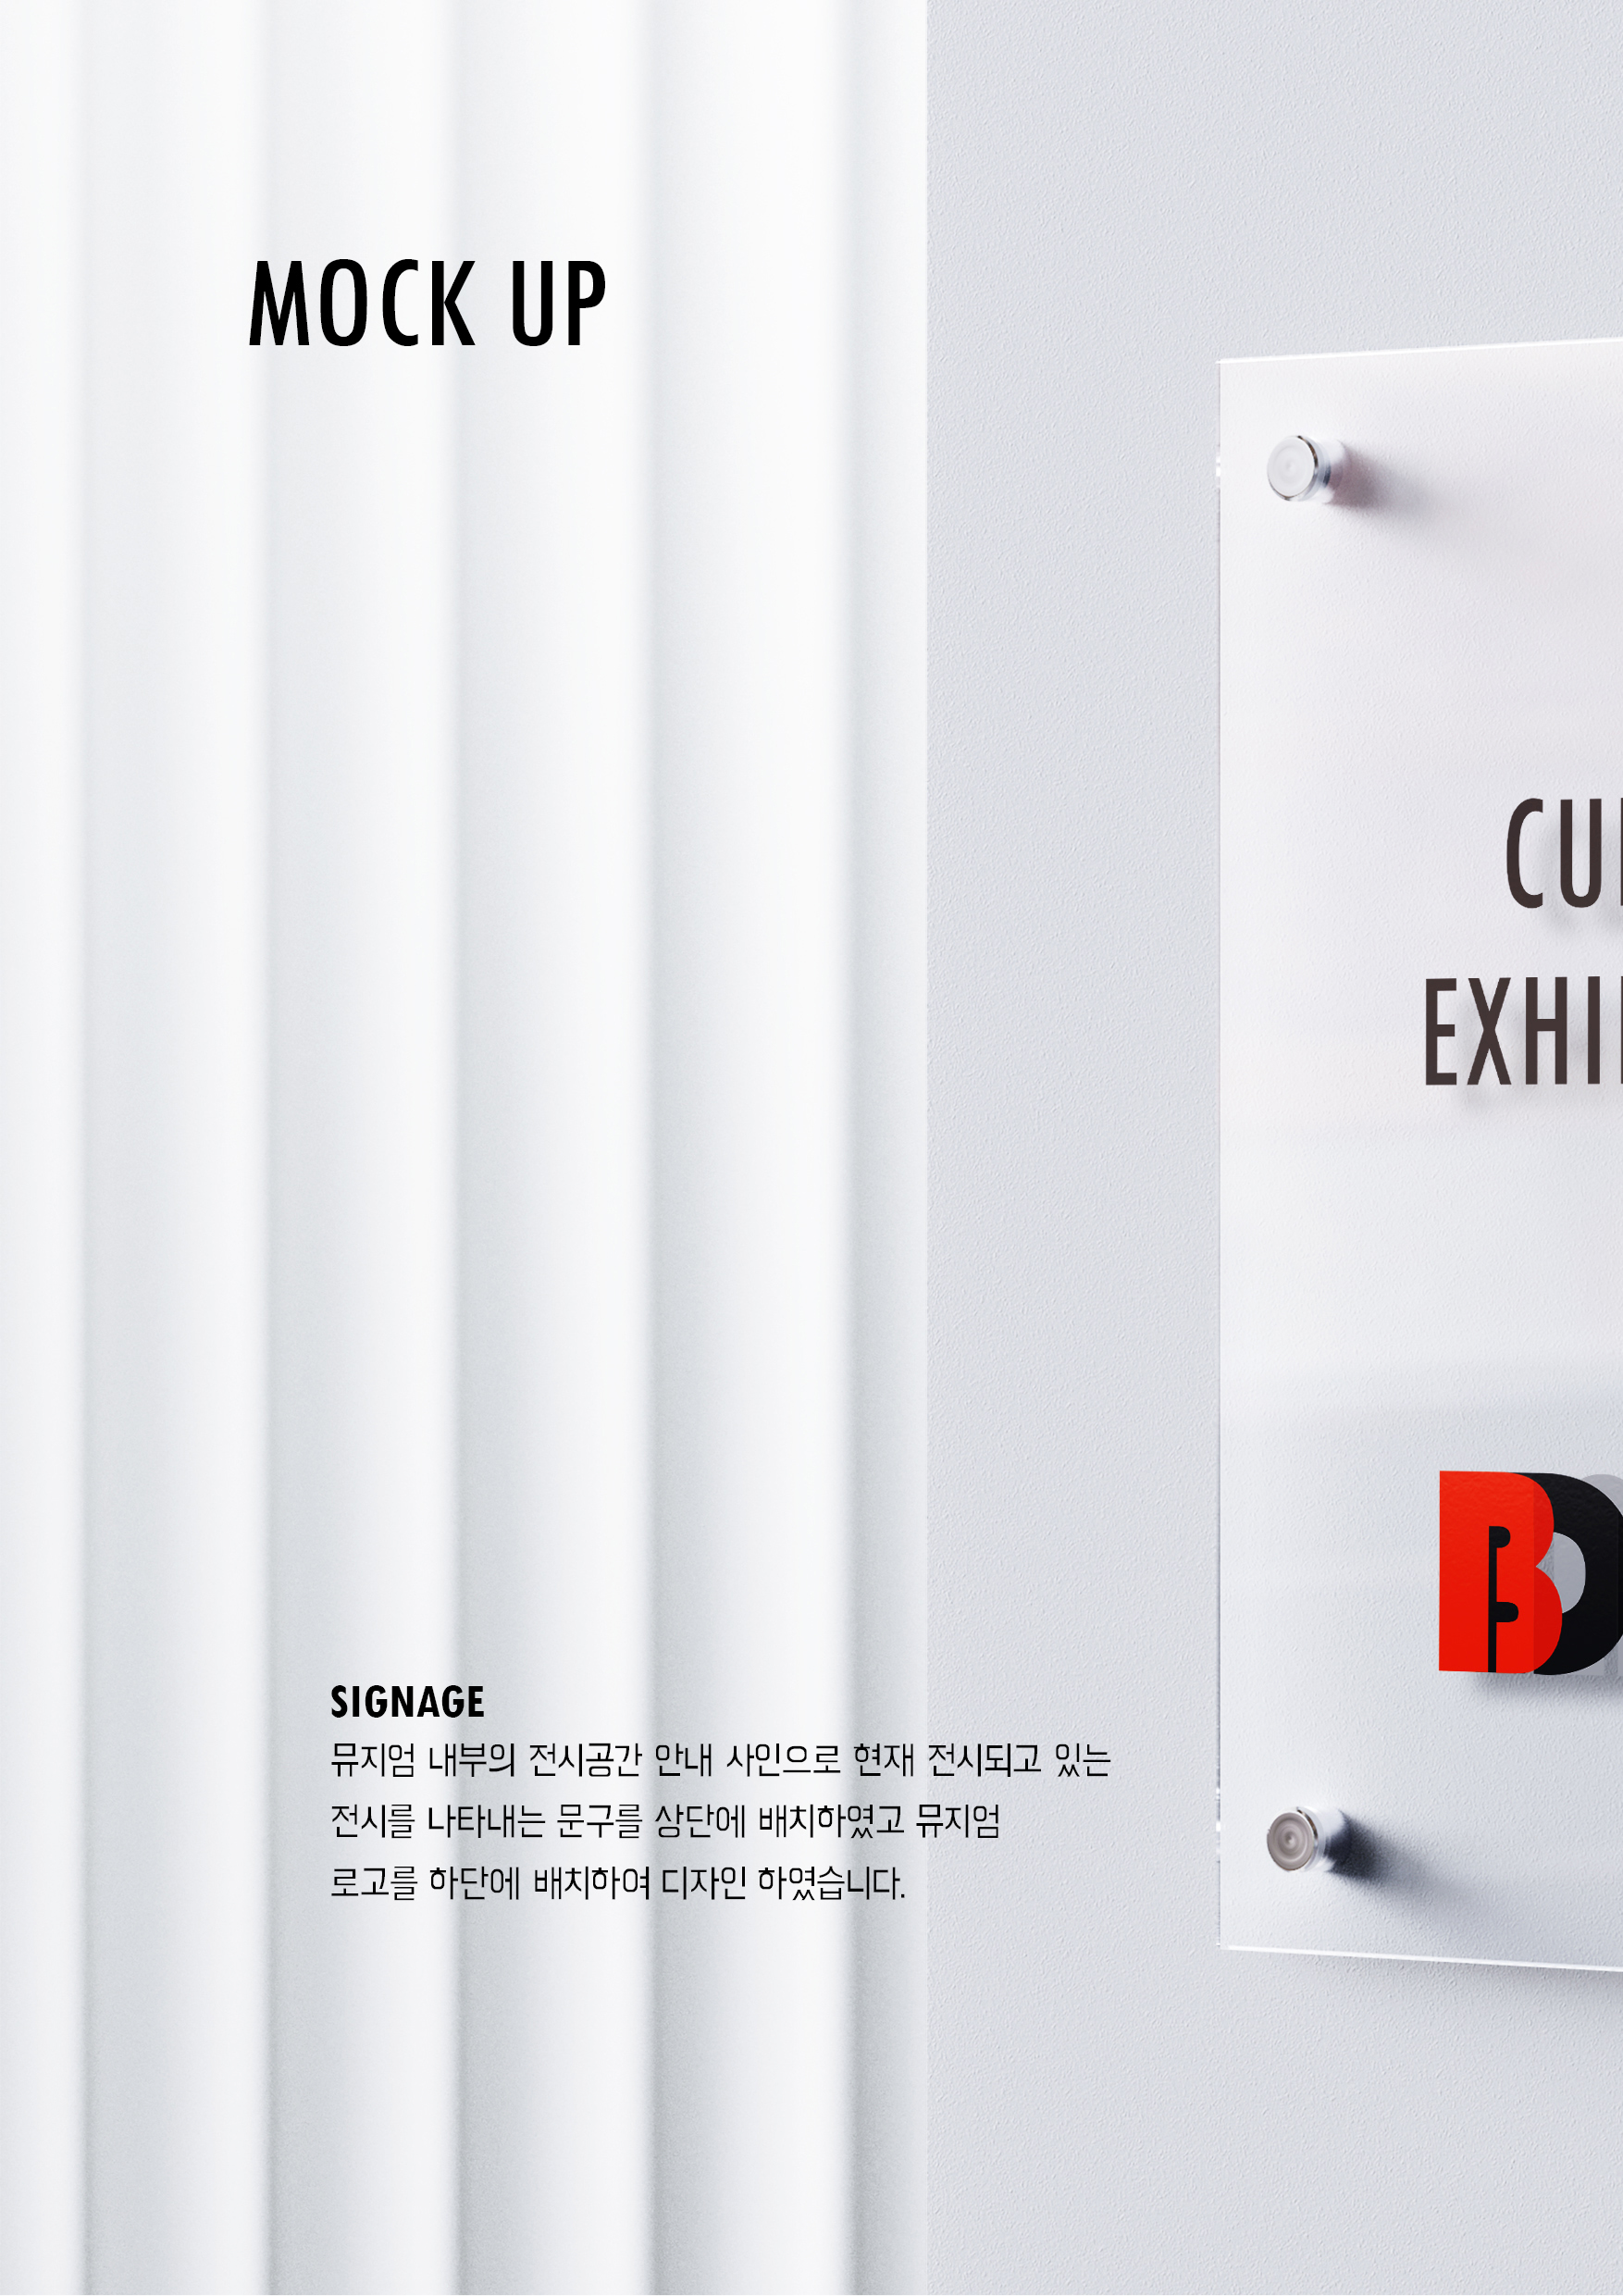 MOCK UP
CU
EXHI
B
SIGNAGE
뮤지엄 내부의 전시공간 안내 사인으로 현재 전시되고 있는
전시를 나타내는 문구를 상단에 배치하였고 뮤지엄
로고를 하단에 배치하여 디자인 하였습니다.